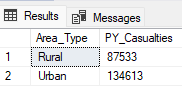 Results Messages
Area_Type PY_Casualties
1 Rural 87533
2 Urban 134613